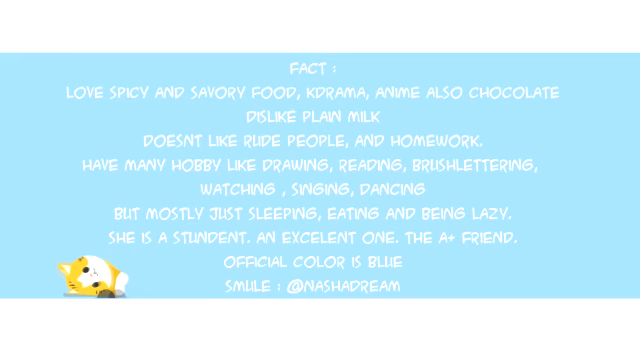 FACT :
LOVE SPICY AND SAVORY FOOD, KDRAMA, ANIME ALSO CHOCOLATE
DISLIKE PLAIN MILK
DOESNT LIKE RUDE PEOPLE, AND HOMEWORK.
HAVE MANY HOBBY LIKE DRAWING, READING, BRUSHLETTERING,
WATCHING , SINGING, DANCING
BUT MOSTLY JUST SLEEPING, EATING AND BEING LAZY.
SHE IS A STUNDENT. AN EXCELENT ONE. THE A+ FRIEND.
OFFICIAL COLOR IS BLUE
SMULE : @NASHADREAM